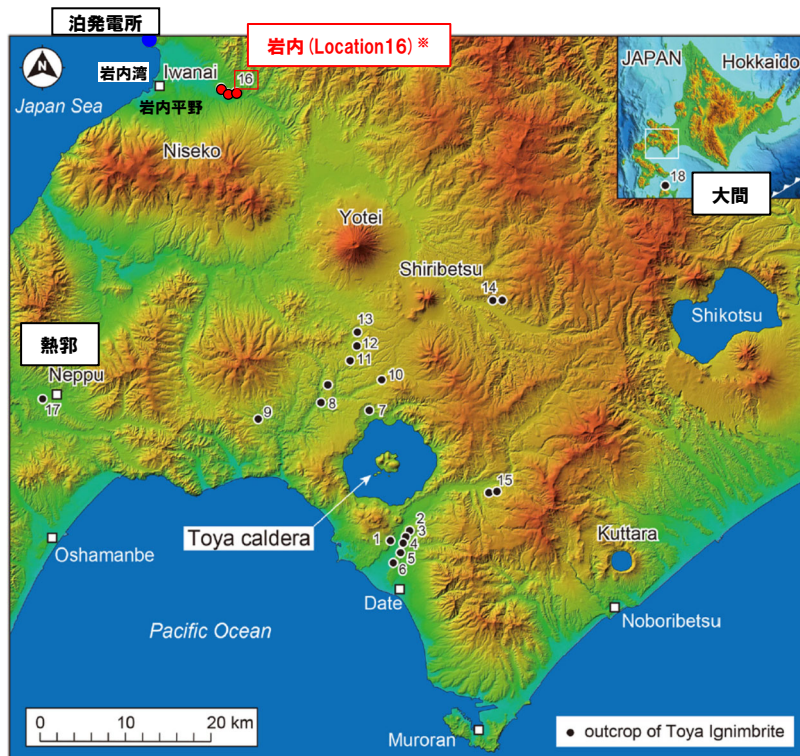 泊発電所
岩内 (Location16) ※
岩内湾
Iwanai
16
岩内平野
Japan Sea
Niseko
JAPAN
Hokkaido
18
大間
Yotei
Shiribetsu
14
Shikotsu
13
12
11
10
熱郛
Neppu
17
9
8
7
15
Toya caldera
2
3
1
4
5
6
Kuttara
Oshamanbe
Date
Noboribetsu
Pacific Ocean
0 10 20 km
Muroran
outcrop of Toya Ignimbrite